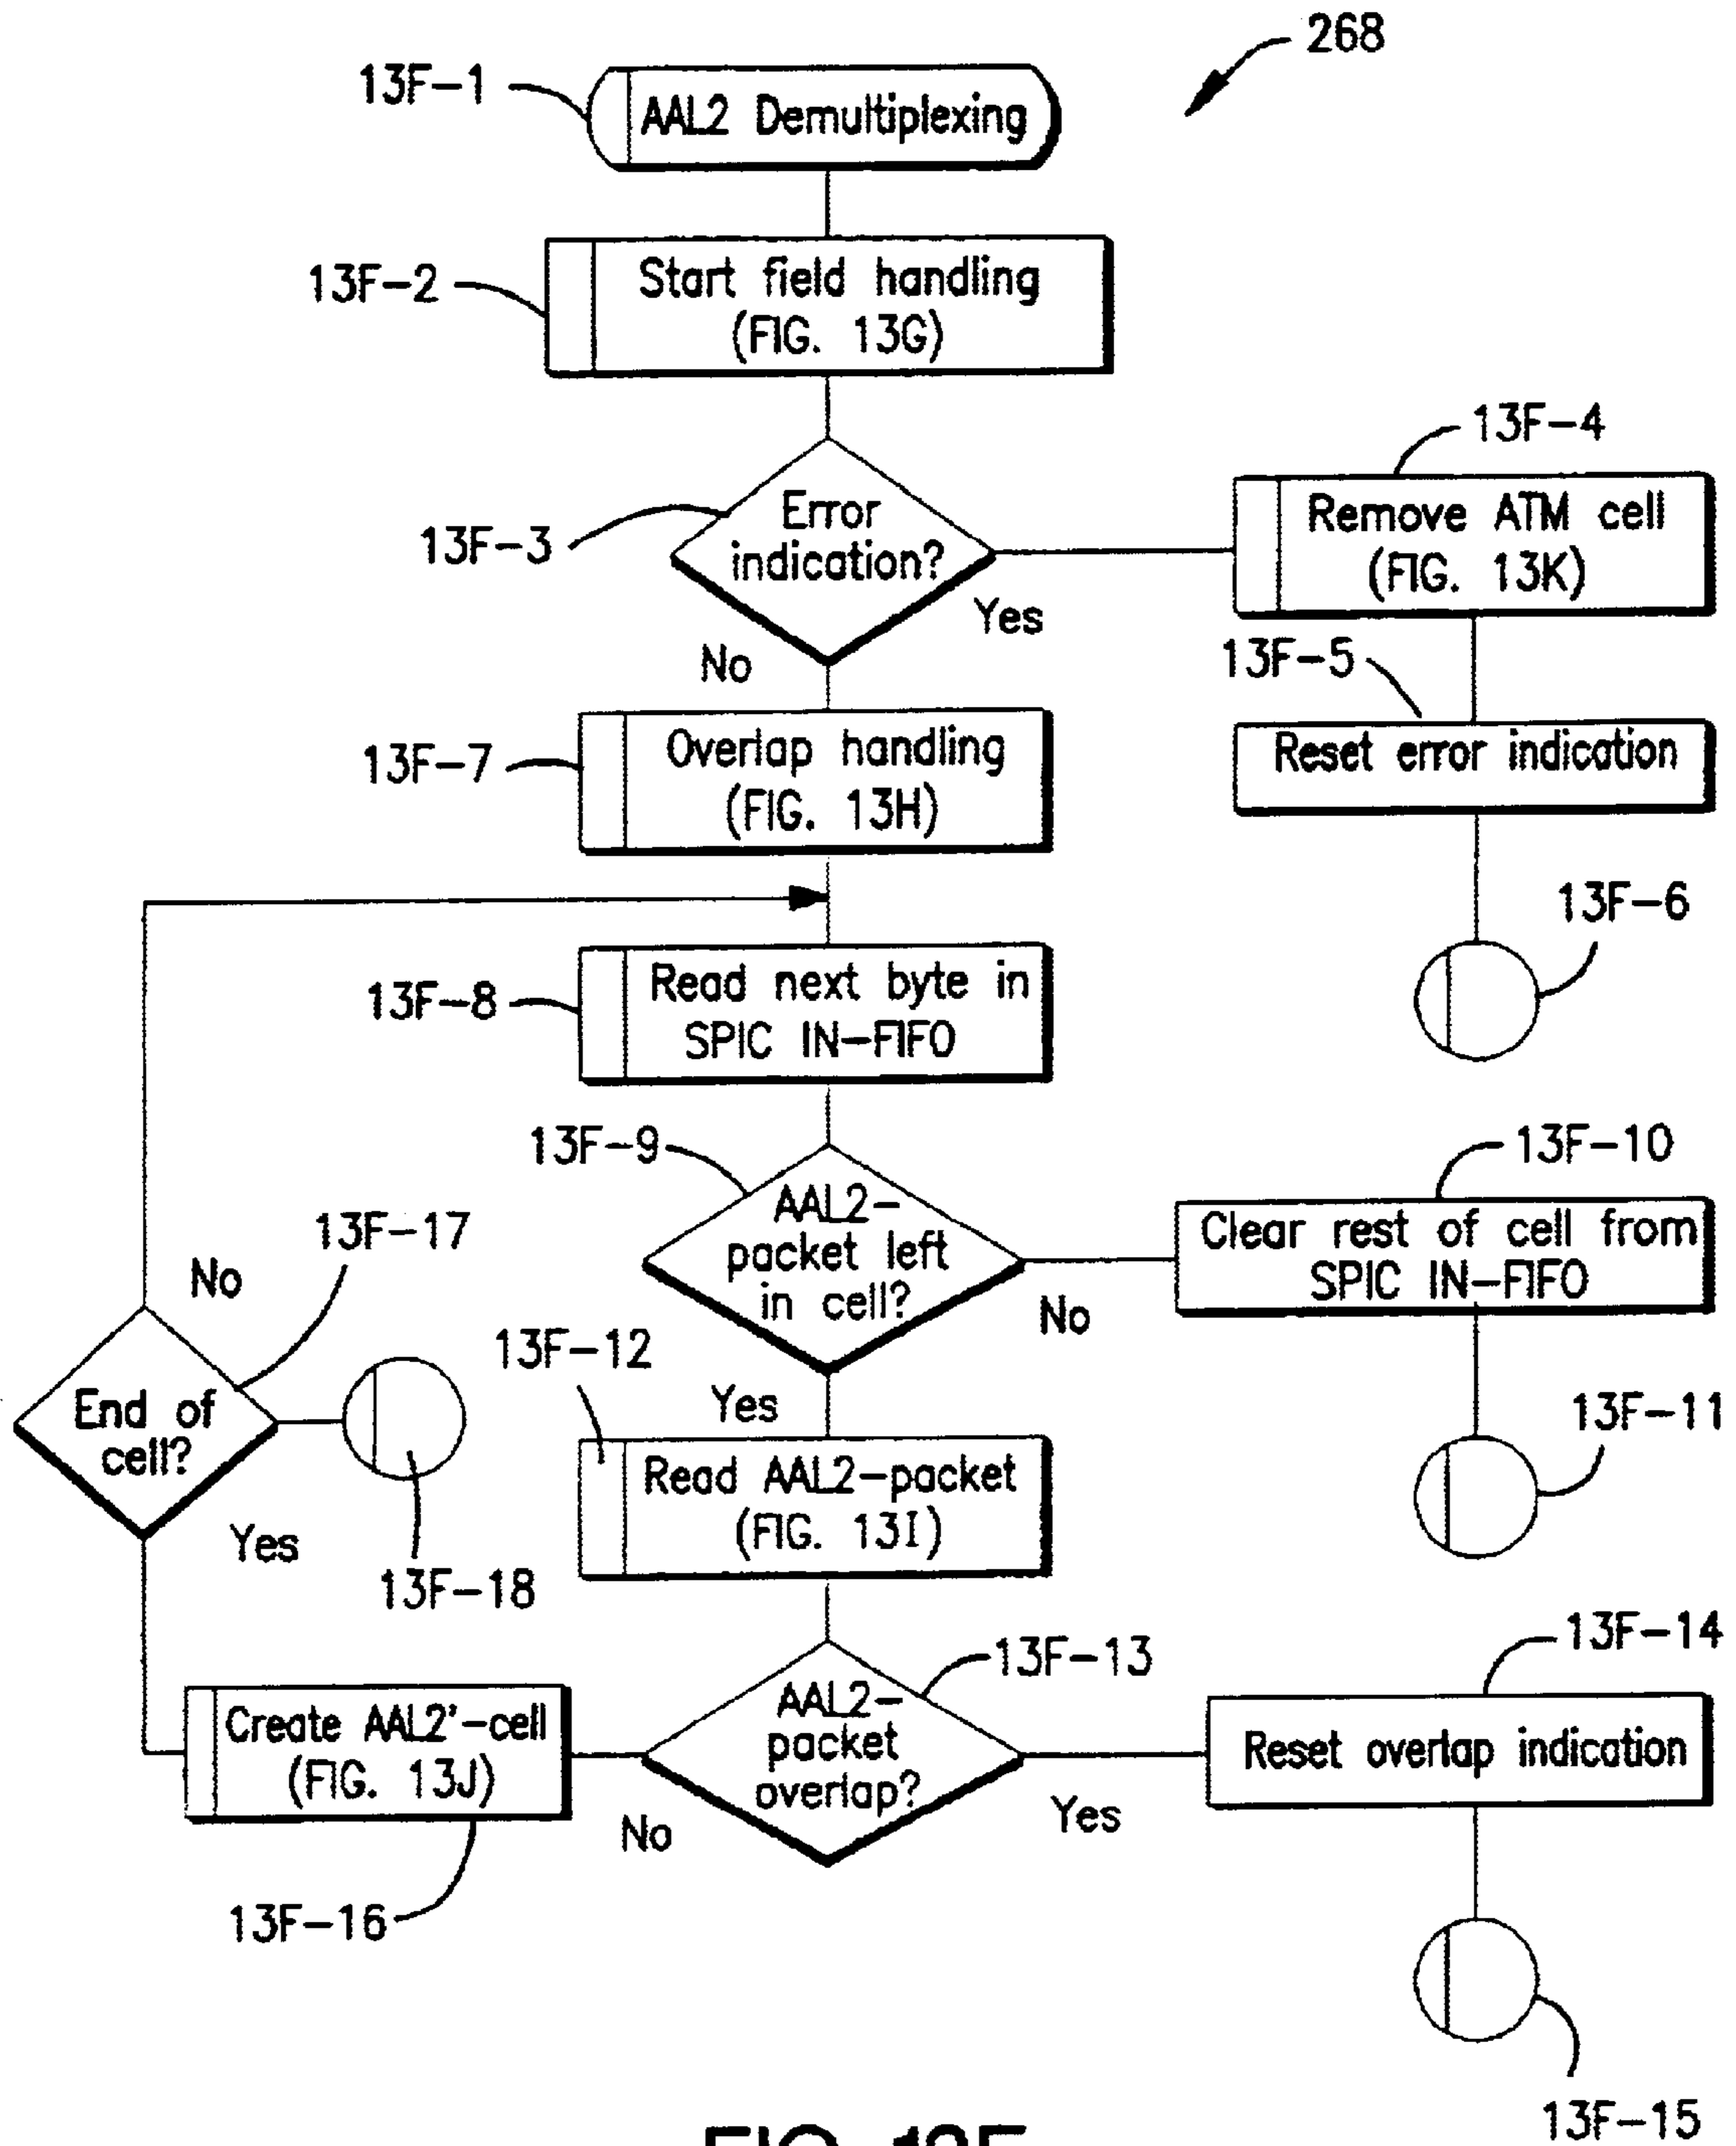 268
13F-1
AAL2 Demultiplexing
13F-2
Start field handling
(FIG. 13G)
13F-3
Error
indication?
Yes
No
13F-4
Remove ATM cell
(FIG. 13K)
13F-5
Reset error indication
13F-6
13F-7
Overlap handling
(FIG. 13H)
13F-8
Read next byte in
SPIC IN-FIFO
13F-9
AAL2-
packet left
in cell?
No
Yes
13F-10
Clear rest of cell from
SPIC IN-FIFO
13F-11
13F-12
Read AAL2-packet
(FIG. 13I)
13F-13
AAL2-
packet
overlap?
Yes
No
13F-14
Reset overlap indication
13F-15
Create AAL2'-cell
(FIG. 13J)
13F-16
13F-17
No
End of
cell?
Yes
13F-18
FIG. 13F